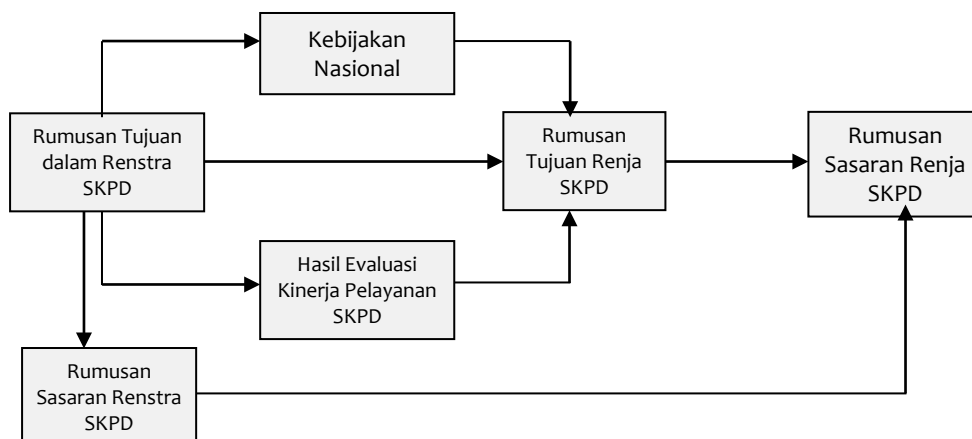 Kebijakan
Nasional
Rumusan Tujuan
dalam Renstra
SKPD
Rumusan
Tujuan Renja
SKPD
Rumusan
Sasaran Renja
SKPD
Hasil Evaluasi
Kinerja Pelayanan
SKPD
Rumusan
Sasaran Renstra
SKPD